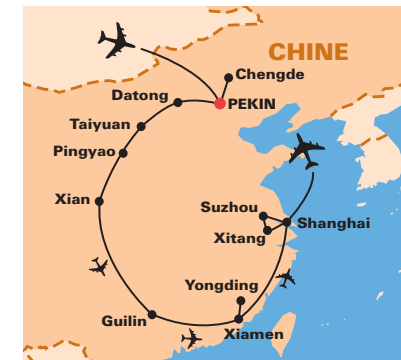 CHINE
Chengde
Datong
PEKIN
Taiyuan
Pingyao
Xian
Suzhou
Shanghai
Xitang
Yongding
Guilin
Xiamen